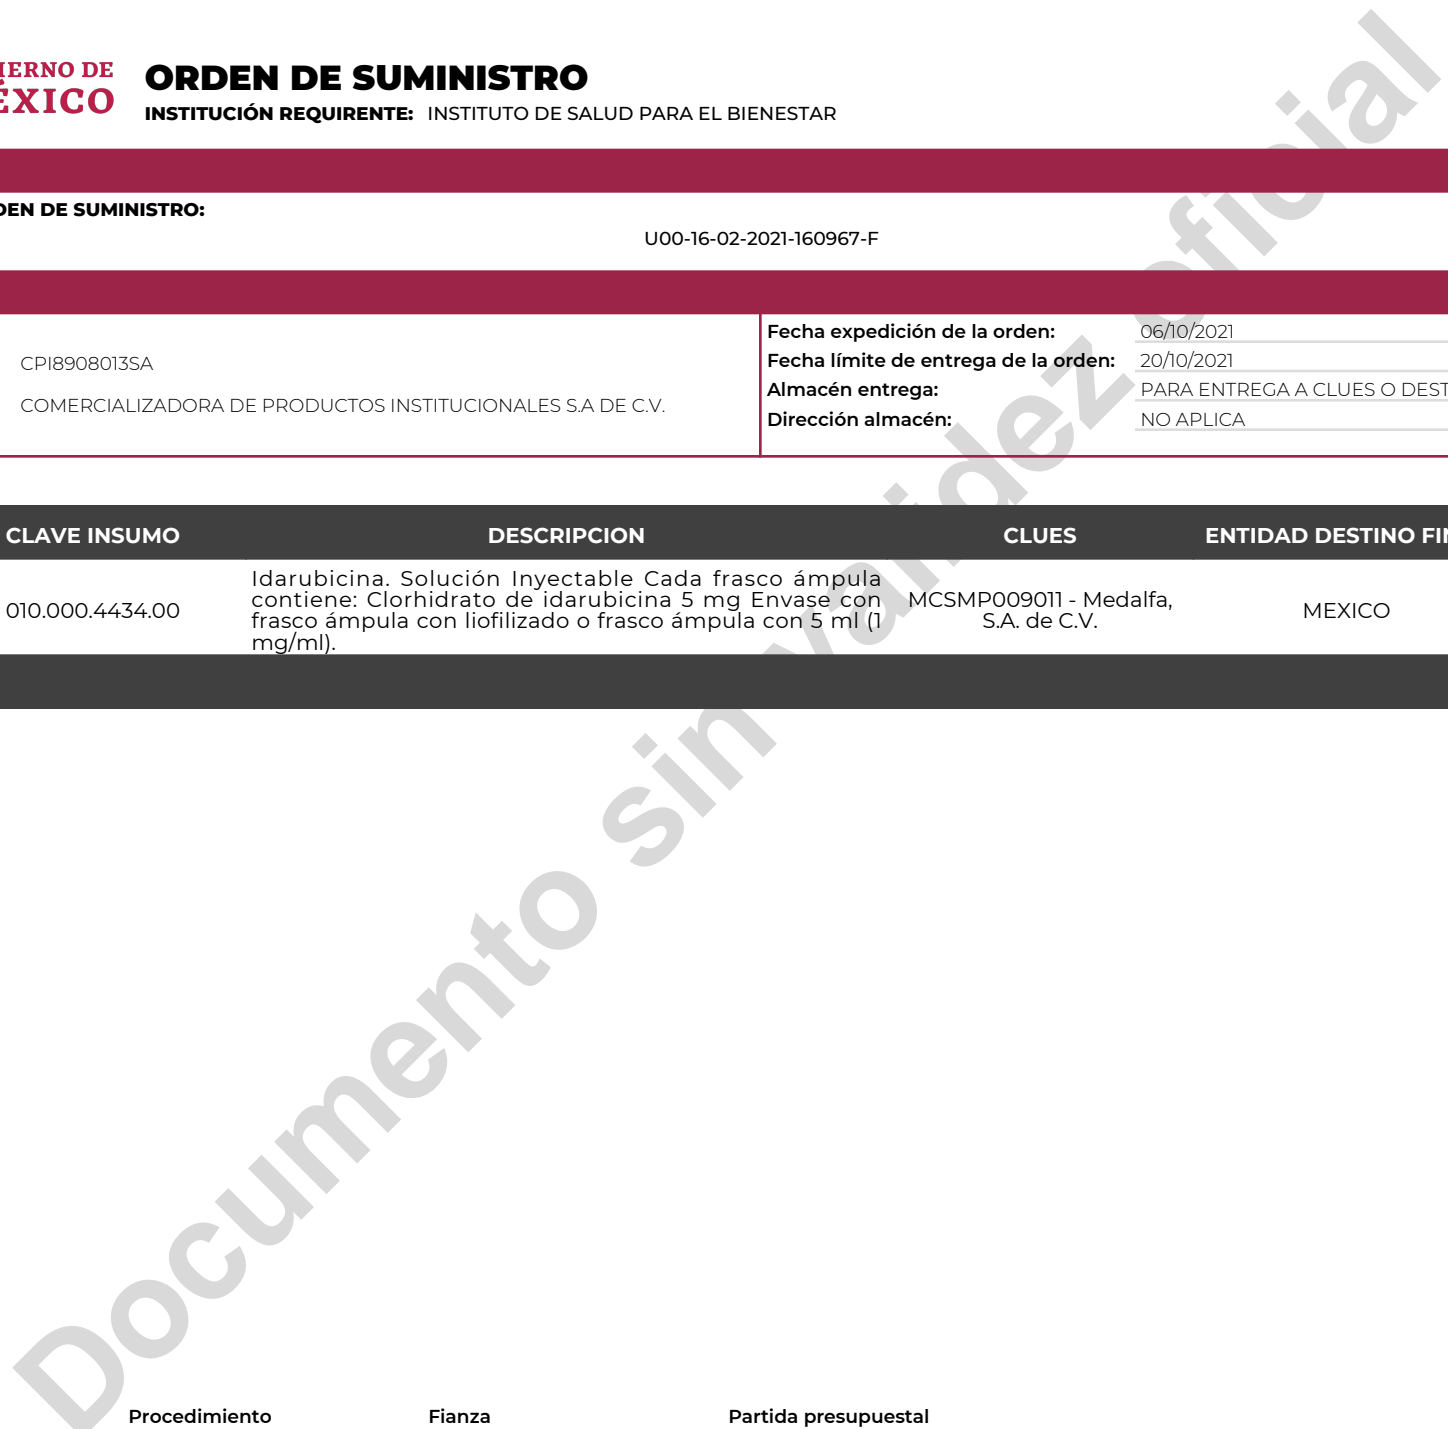 IERNO DE
ÉXICO
ORDEN DE SUMINISTRO
INSTITUCIÓN REQUIRENTE: INSTITUTO DE SALUD PARA EL BIENESTAR
DEN DE SUMINISTRO:
U00-16-02-2021-160967-F
CPI8908013SA
COMERCIALIZADORA DE PRODUCTOS INSTITUCIONALES S.A DE C.V.
Fecha expedición de la orden: 06/10/2021
Fecha límite de entrega de la orden: 20/10/2021
Almacén entrega: PARA ENTREGA A CLUES O DEST
Dirección almacén: NO APLICA
CLAVE INSUMO DESCRIPCION CLUES ENTIDAD DESTINO FIN
010.000.4434.00
Idarubicina. Solución Inyectable Cada frasco ámpula
contiene: Clorhidrato de idarubicina 5 mg Envase con
frasco ámpula con liofilizado o frasco ámpula con 5 ml (1
mg/ml).
MCSMP009011 - Medalfa,
S.A. de C.V.
MEXICO
Documento sin validez oficial
Procedimiento Fianza Partida presupuestal